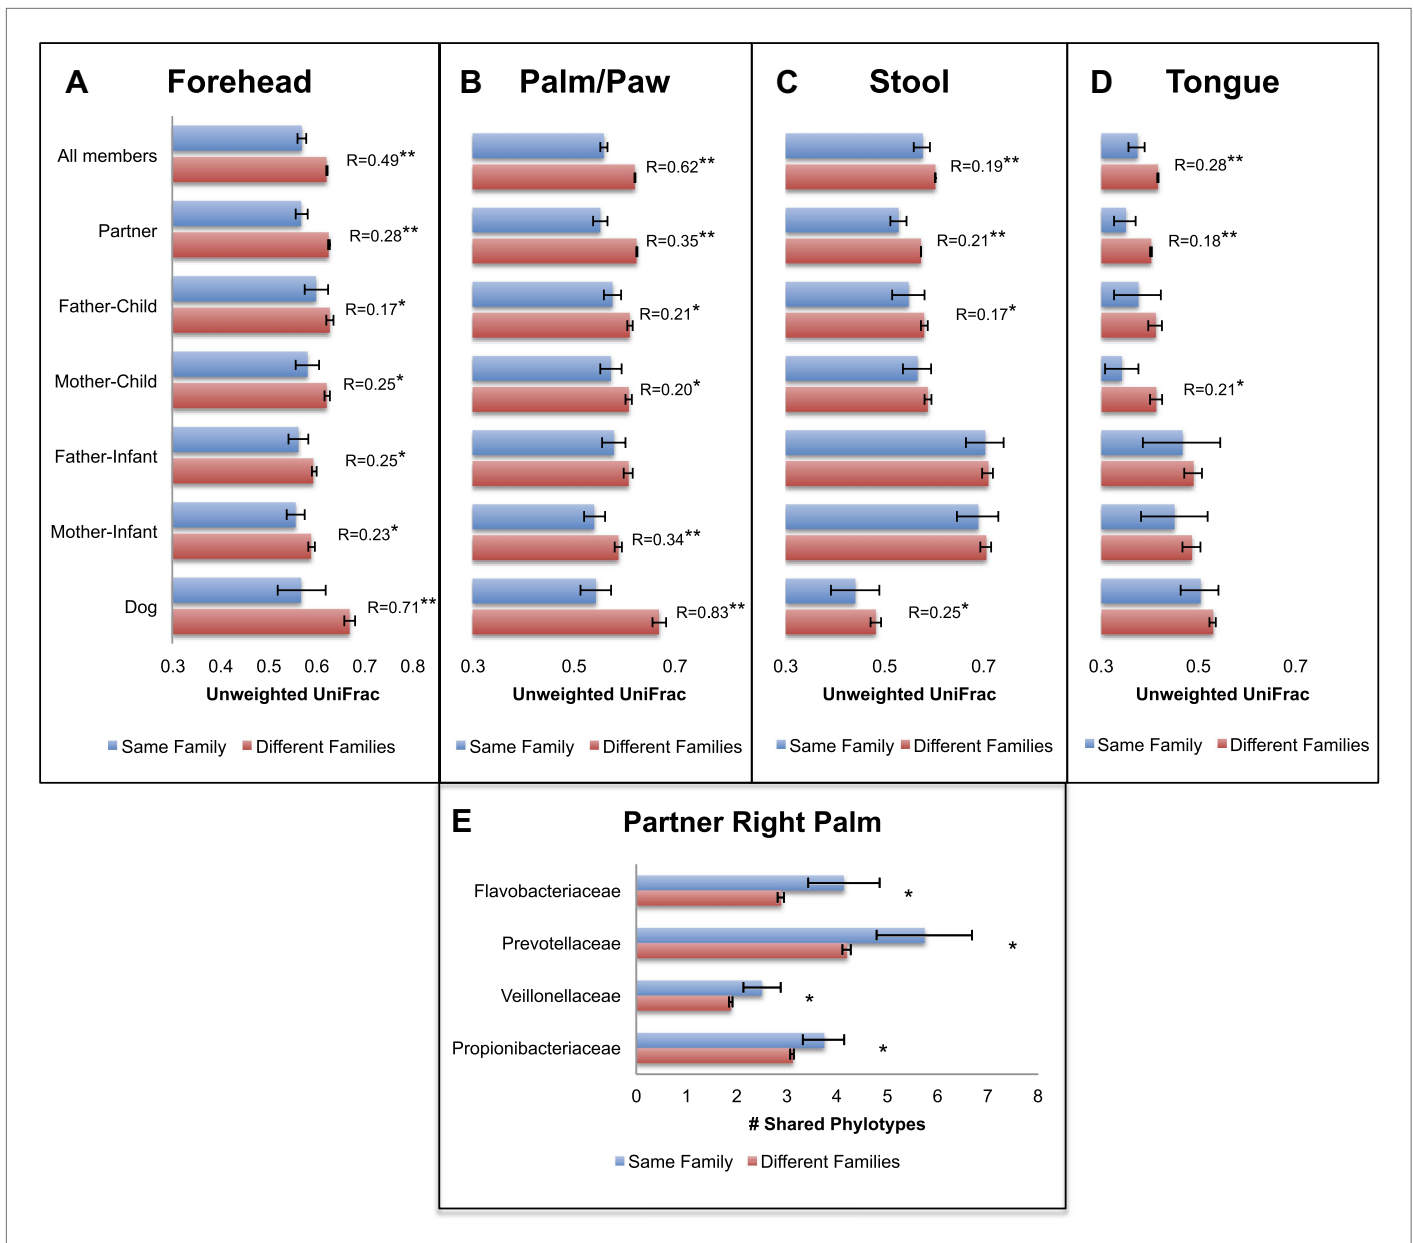 A Forehead
All members
R=0.49**
Partner
R=0.28**
Father-Child
R=0.17*
Mother-Child
R=0.25*
Father-Infant
R=0.25*
Mother-Infant
R=0.23*
Dog
R=0.71**
0.3 0.4 0.5 0.6 0.7 0.8
Unweighted UniFrac
Same Family Different Families
B Palm/Paw
R=0.62**
R=0.35**
R=0.21*
R=0.20*
R=0.34**
R=0.83**
0.3 0.5 0.7
Unweighted UniFrac
Same Family Different Families
C Stool
R=0.19**
R=0.21**
R=0.17*
R=0.25*
0.3 0.5 0.7
Unweighted UniFrac
Same Family Different Families
D Tongue
R=0.28**
R=0.18**
R=0.21*
0.3 0.5 0.7
Unweighted UniFrac
Same Family Different Families
E Partner Right Palm
Flavobacteriaceae *
Prevotellaceae *
Veillonellaceae *
Propionibacteriaceae *
0 1 2 3 4 5 6 7 8
# Shared Phylotypes
Same Family Different Families